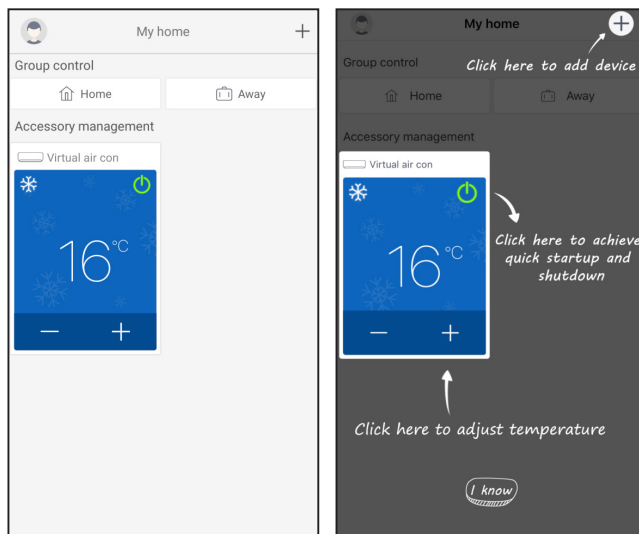 My home
+
Group control
Home
Away
Accessory management
Virtual air con
16°C
— +
My home
+
Click here to add device
Group control
Home
Away
Accessory management
Virtual air con
16°C
— +
Click here to achieve
quick startup and
shutdown
Click here to adjust temperature
I know